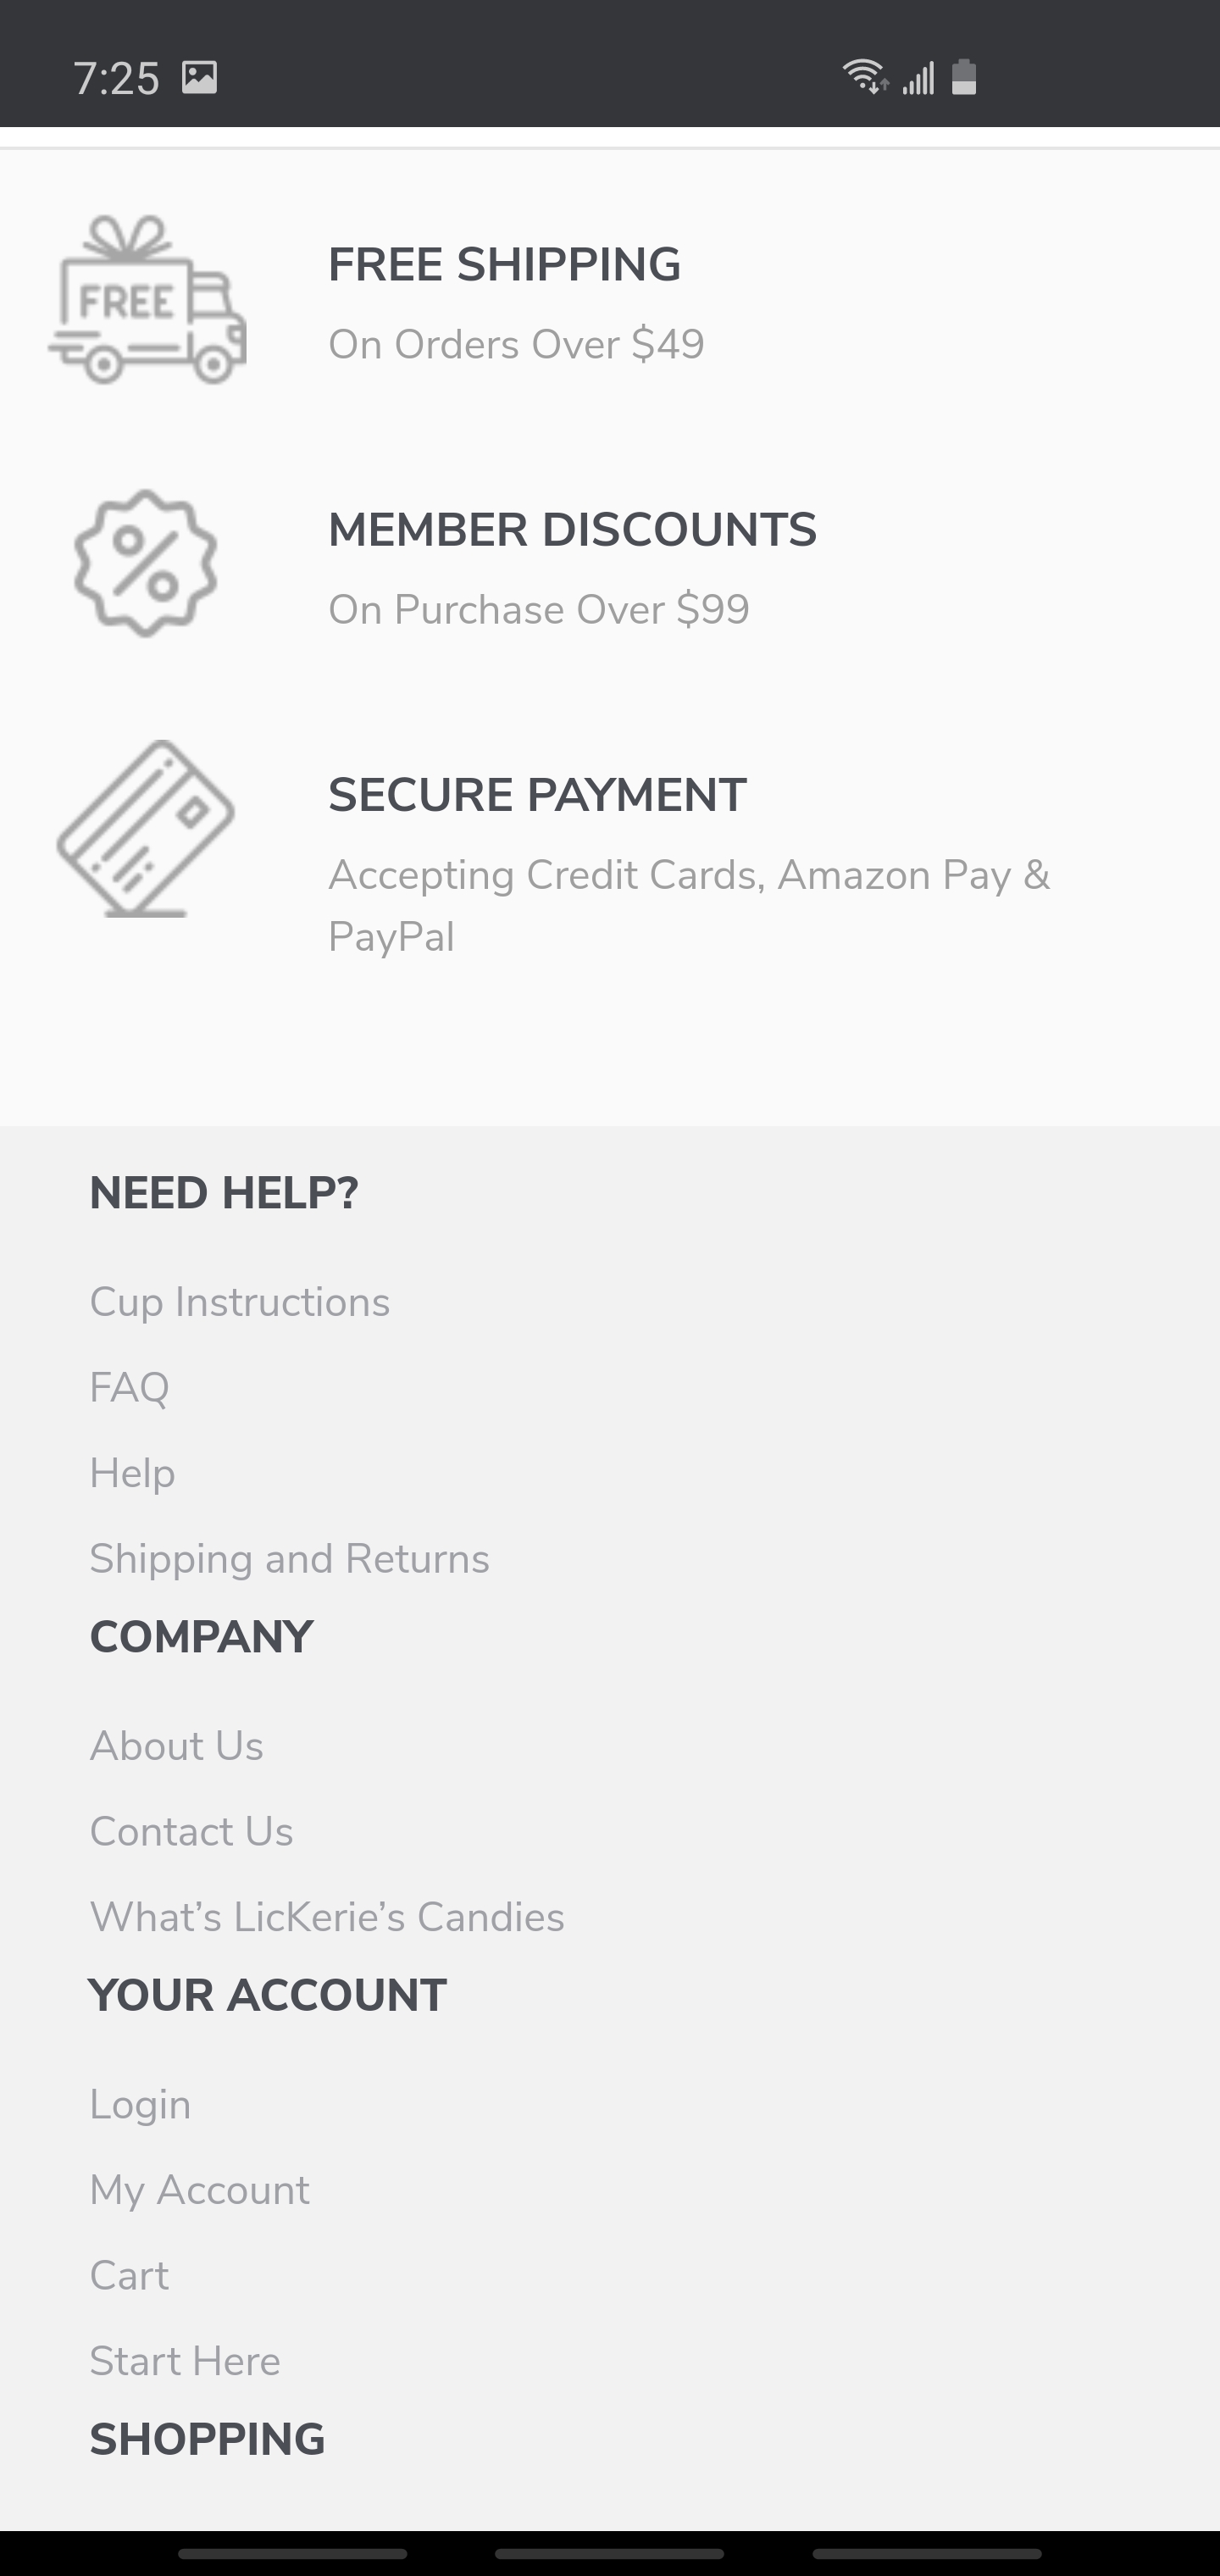 7:25
FREE
FREE SHIPPING
On Orders Over $49
MEMBER DISCOUNTS
On Purchase Over $99
SECURE PAYMENT
Accepting Credit Cards, Amazon Pay &
PayPal
NEED HELP?
Cup Instructions
FAQ
Help
Shipping and Returns
COMPANY
About Us
Contact Us
What’s LicKerie’s Candies
YOUR ACCOUNT
Login
My Account
Cart
Start Here
SHOPPING